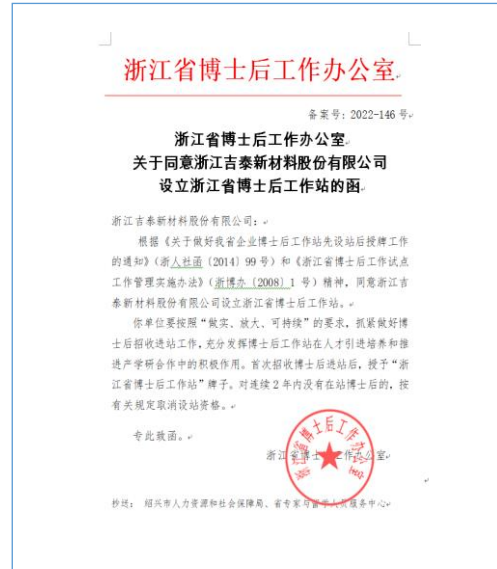 浙江省博士后工作办公室
备案号：2022-146 号
浙江省博士后工作办公室
关于同意浙江吉泰新材料股份有限公司
设立浙江省博士后工作站的函
浙江吉泰新材料股份有限公司：
根据《关于做好我省企业博士后工作站先设站后授牌工作
的通知》（浙人社函〔2014〕99 号）和《浙江省博士后工作试点
工作管理实施办法》（浙博办〔2008〕1 号）精神，同意浙江吉
泰新材料股份有限公司设立浙江省博士后工作站。
你单位要按照“做实、放大、可持续”的要求，抓紧做好博
士后招收进站工作，充分发挥博士后工作站在人才引进培养和推
进产学研合作中的积极作用。首次招收博士后进站后，授予“浙
江省博士后工作站”牌子。对连续 2 年内没有在站博士后的，按
有关规定取消设站资格。
专此致函。
浙江省博士后工作办公室
浙江省博士后工作办公室
抄送： 绍兴市人力资源和社会保障局、省专家与留学人员服务中心